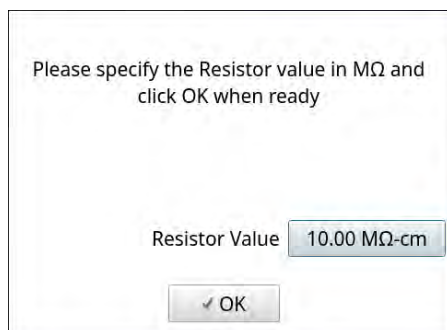 Please specify the Resistor value in MΩ and
click OK when ready
Resistor Value 10.00 MΩ-cm
✓ OK